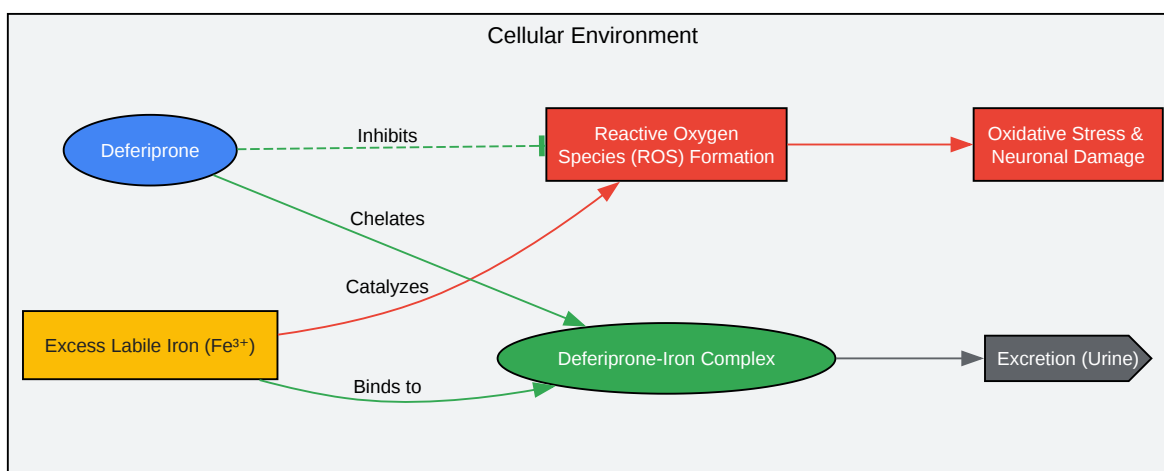 Cellular Environment
Deferiprone
Inhibits
Reactive Oxygen
Species (ROS) Formation
Oxidative Stress &
Neuronal Damage
Chelates
Catalyzes
Excess Labile Iron (Fe³⁺)
Binds to
Deferiprone-Iron Complex
Excretion (Urine)